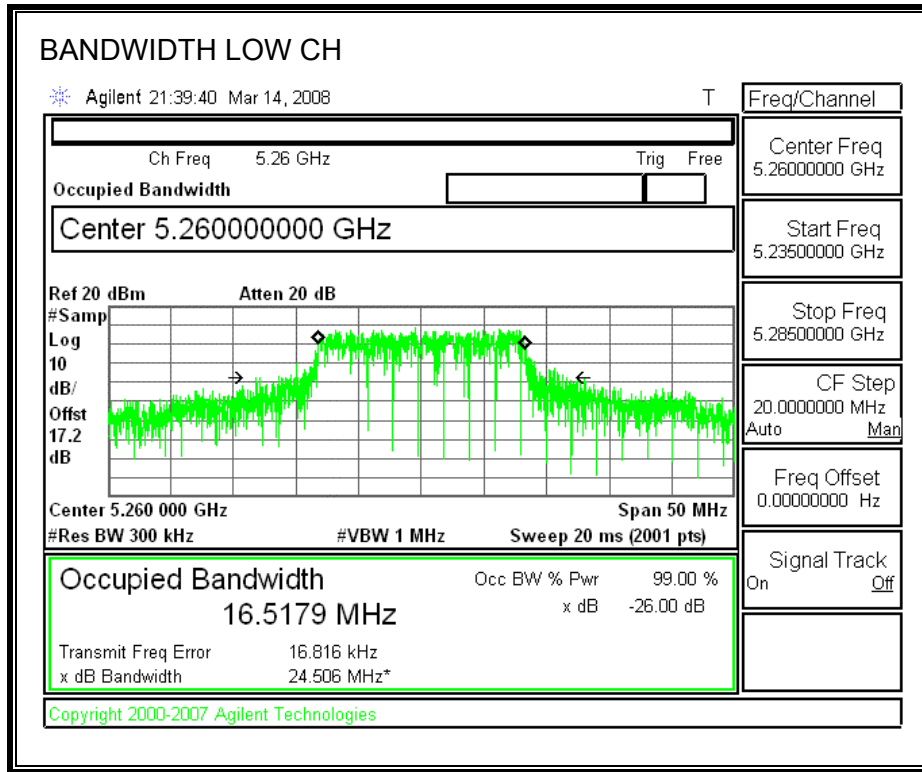 BANDWIDTH LOW CH
Agilent 21:39:40 Mar 14, 2008 T
Ch Freq 5.26 GHz Trig Free
Occupied Bandwidth
Center 5.260000000 GHz
Ref 20 dBm Atten 20 dB
#Samp
Log
10
dB/
Offst
17.2
dB
Center 5.260 000 GHz Span 50 MHz
#Res BW 300 kHz #VBW 1 MHz Sweep 20 ms (2001 pts)
Occupied Bandwidth
16.5179 MHz
Occ BW % Pwr 99.00 %
x dB -26.00 dB
Transmit Freq Error 16.816 kHz
x dB Bandwidth 24.506 MHz*
Copyright 2000-2007 Agilent Technologies
Freq/Channel
Center Freq
5.26000000 GHz
Start Freq
5.23500000 GHz
Stop Freq
5.28500000 GHz
CF Step
20.0000000 MHz
Auto Man
Freq Offset
0.00000000 Hz
Signal Track
On Off